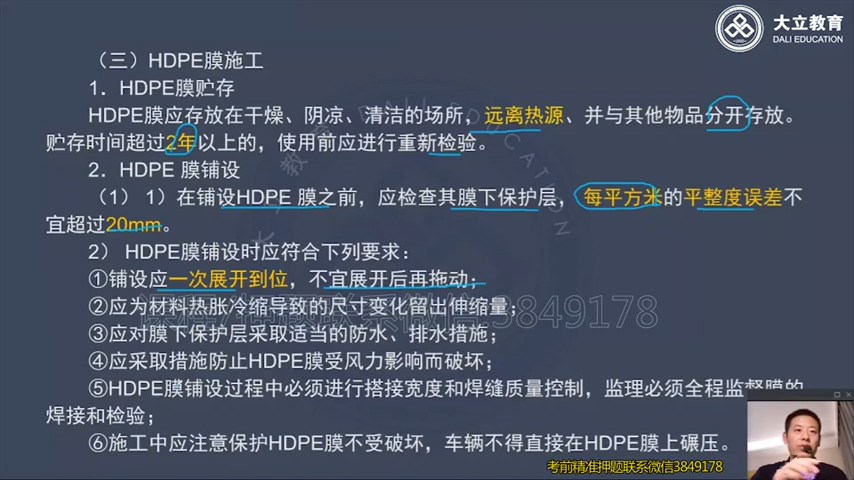 大立教育
DALI EDUCATION
（三）HDPE膜施工
1．HDPE膜贮存
HDPE膜应存放在干燥、阴凉、清洁的场所，远离热源、并与其他物品分开存放。
贮存时间超过2年以上的，使用前应进行重新检验。
2．HDPE 膜铺设
（1） 1）在铺设HDPE 膜之前，应检查其膜下保护层，每平方米的平整度误差不
宜超过20mm。
2） HDPE膜铺设时应符合下列要求：
①铺设应一次展开到位，不宜展开后再拖动；
②应为材料热胀冷缩导致的尺寸变化留出伸缩量；
③应对膜下保护层采取适当的防水、排水措施；
④应采取措施防止HDPE膜受风力影响而破坏；
⑤HDPE膜铺设过程中必须进行搭接宽度和焊缝质量控制，监理必须全程监督膜的
焊接和检验；
⑥施工中应注意保护HDPE膜不受破坏，车辆不得直接在HDPE膜上碾压。
考前精准押题联系微信3849178